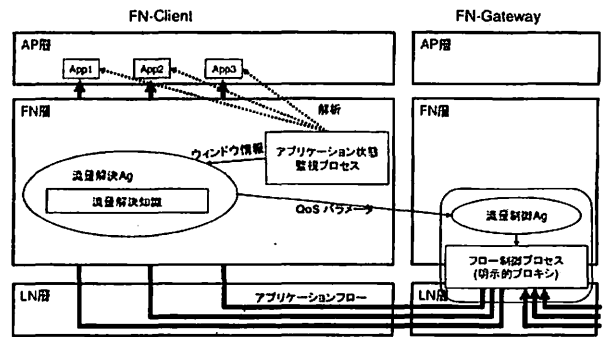 FN-Client
FN-Gateway
AP層
App1
App2
App3
AP層
FN層
解析
アプリケーション状態
監視プロセス
ウィンドウ情報
流量解決Ag
流量解決知識
QoS パラメータ
FN層
流量制御Ag
フロー制御プロセス
(明示的プロキシ)
LN層
アプリケーションフロー
LN層